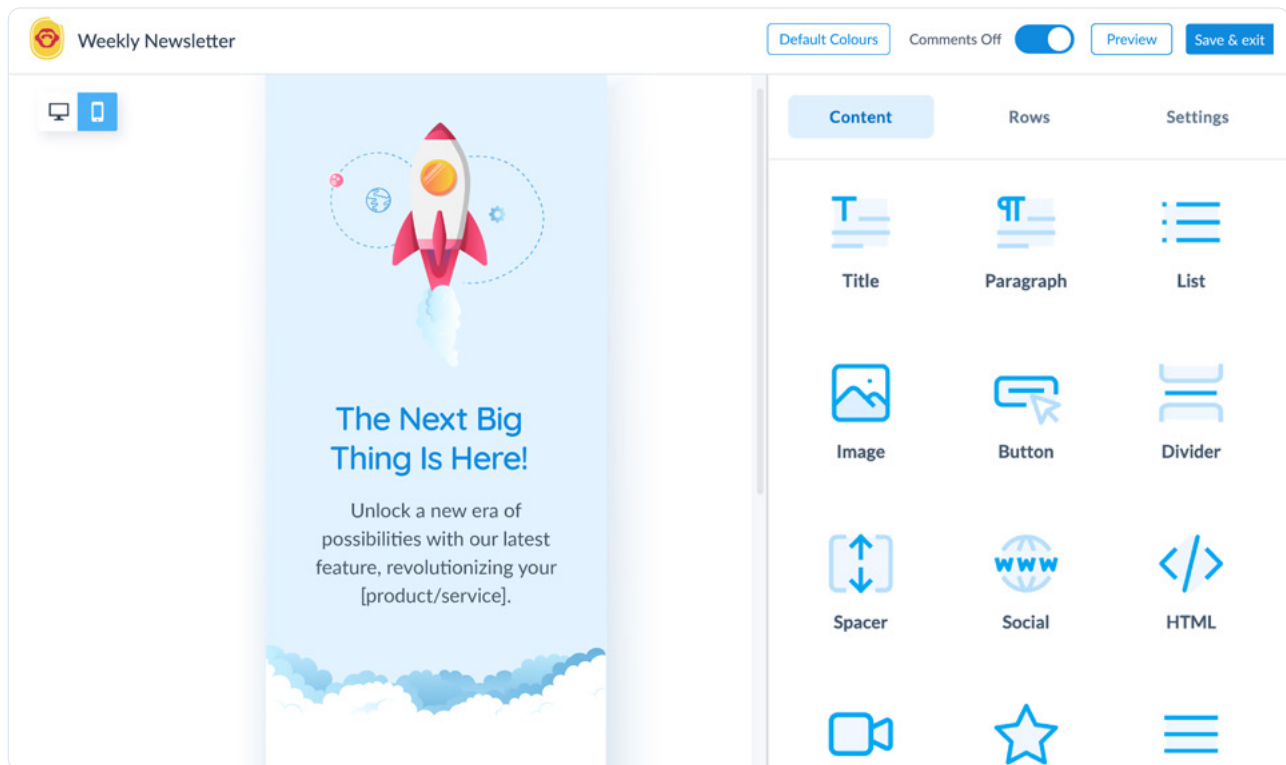 Weekly Newsletter
Default Colours
Comments Off
Preview
Save & exit
The Next Big
Thing Is Here!
Unlock a new era of
possibilities with our latest
feature, revolutionizing your
[product/service].
Content
Rows
Settings
T
Title
Paragraph
List
Image
Button
Divider
Spacer
www
Social
</>
HTML